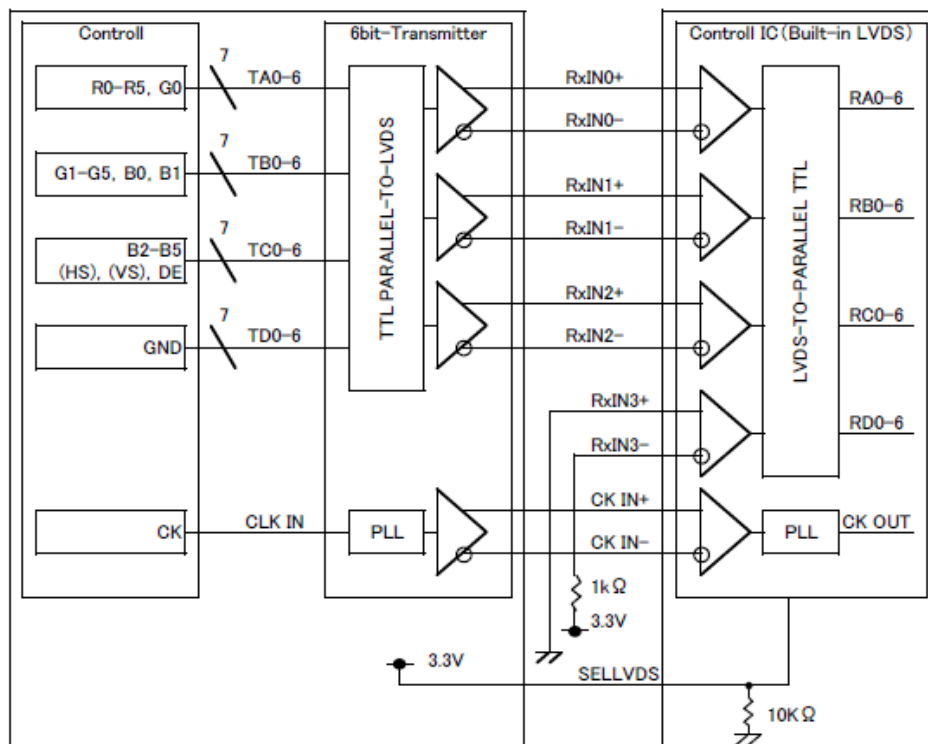 Controll
6bit-Transmitter
Controll IC(Built-in LVDS)
7
R0-R5, G0
TA0-6
RxIN0+
RA0-6
RxIN0-
7
G1-G5, B0, B1
TB0-6
RxIN1+
RB0-6
RxIN1-
7
B2-B5
(HS), (VS), DE
TC0-6
RxIN2+
RC0-6
RxIN2-
7
GND
TD0-6
TTL PARALLEL-TO-LVDS
LVDS-TO-PARALLEL TTL
RxIN3+
RD0-6
RxIN3-
CK
CLK IN
PLL
CK IN+
CK IN-
PLL
CK OUT
1kΩ
3.3V
3.3V
SELLVDS
10KΩ